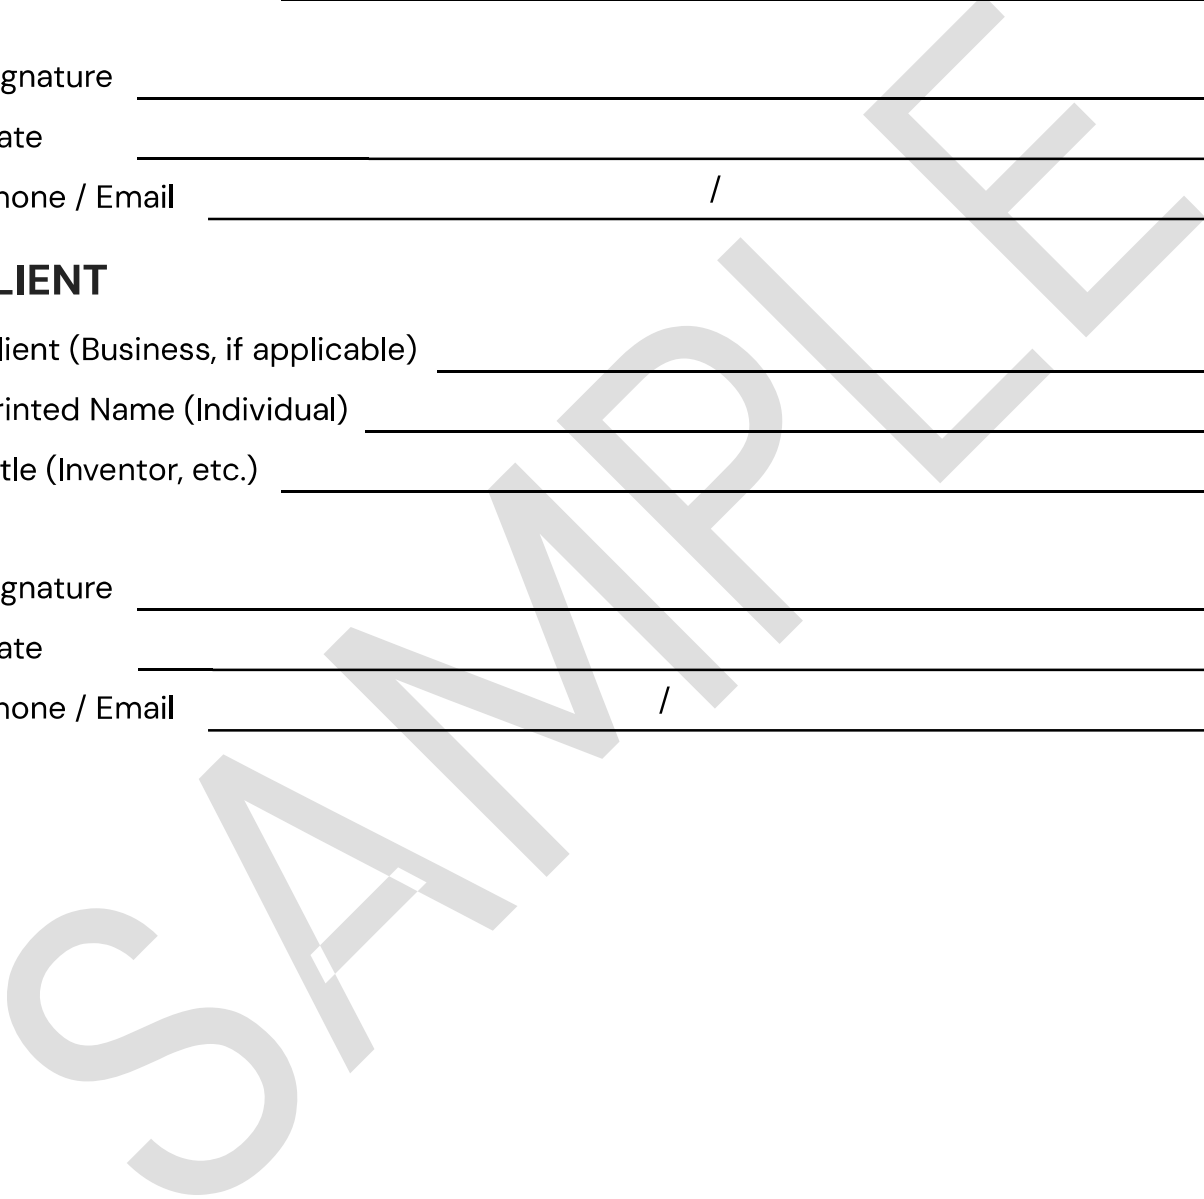 gnature
ate
hone / Email /
LIENT
lient (Business, if applicable)
rinted Name (Individual)
tle (Inventor, etc.)
gnature
ate
hone / Email /
SAMPLE